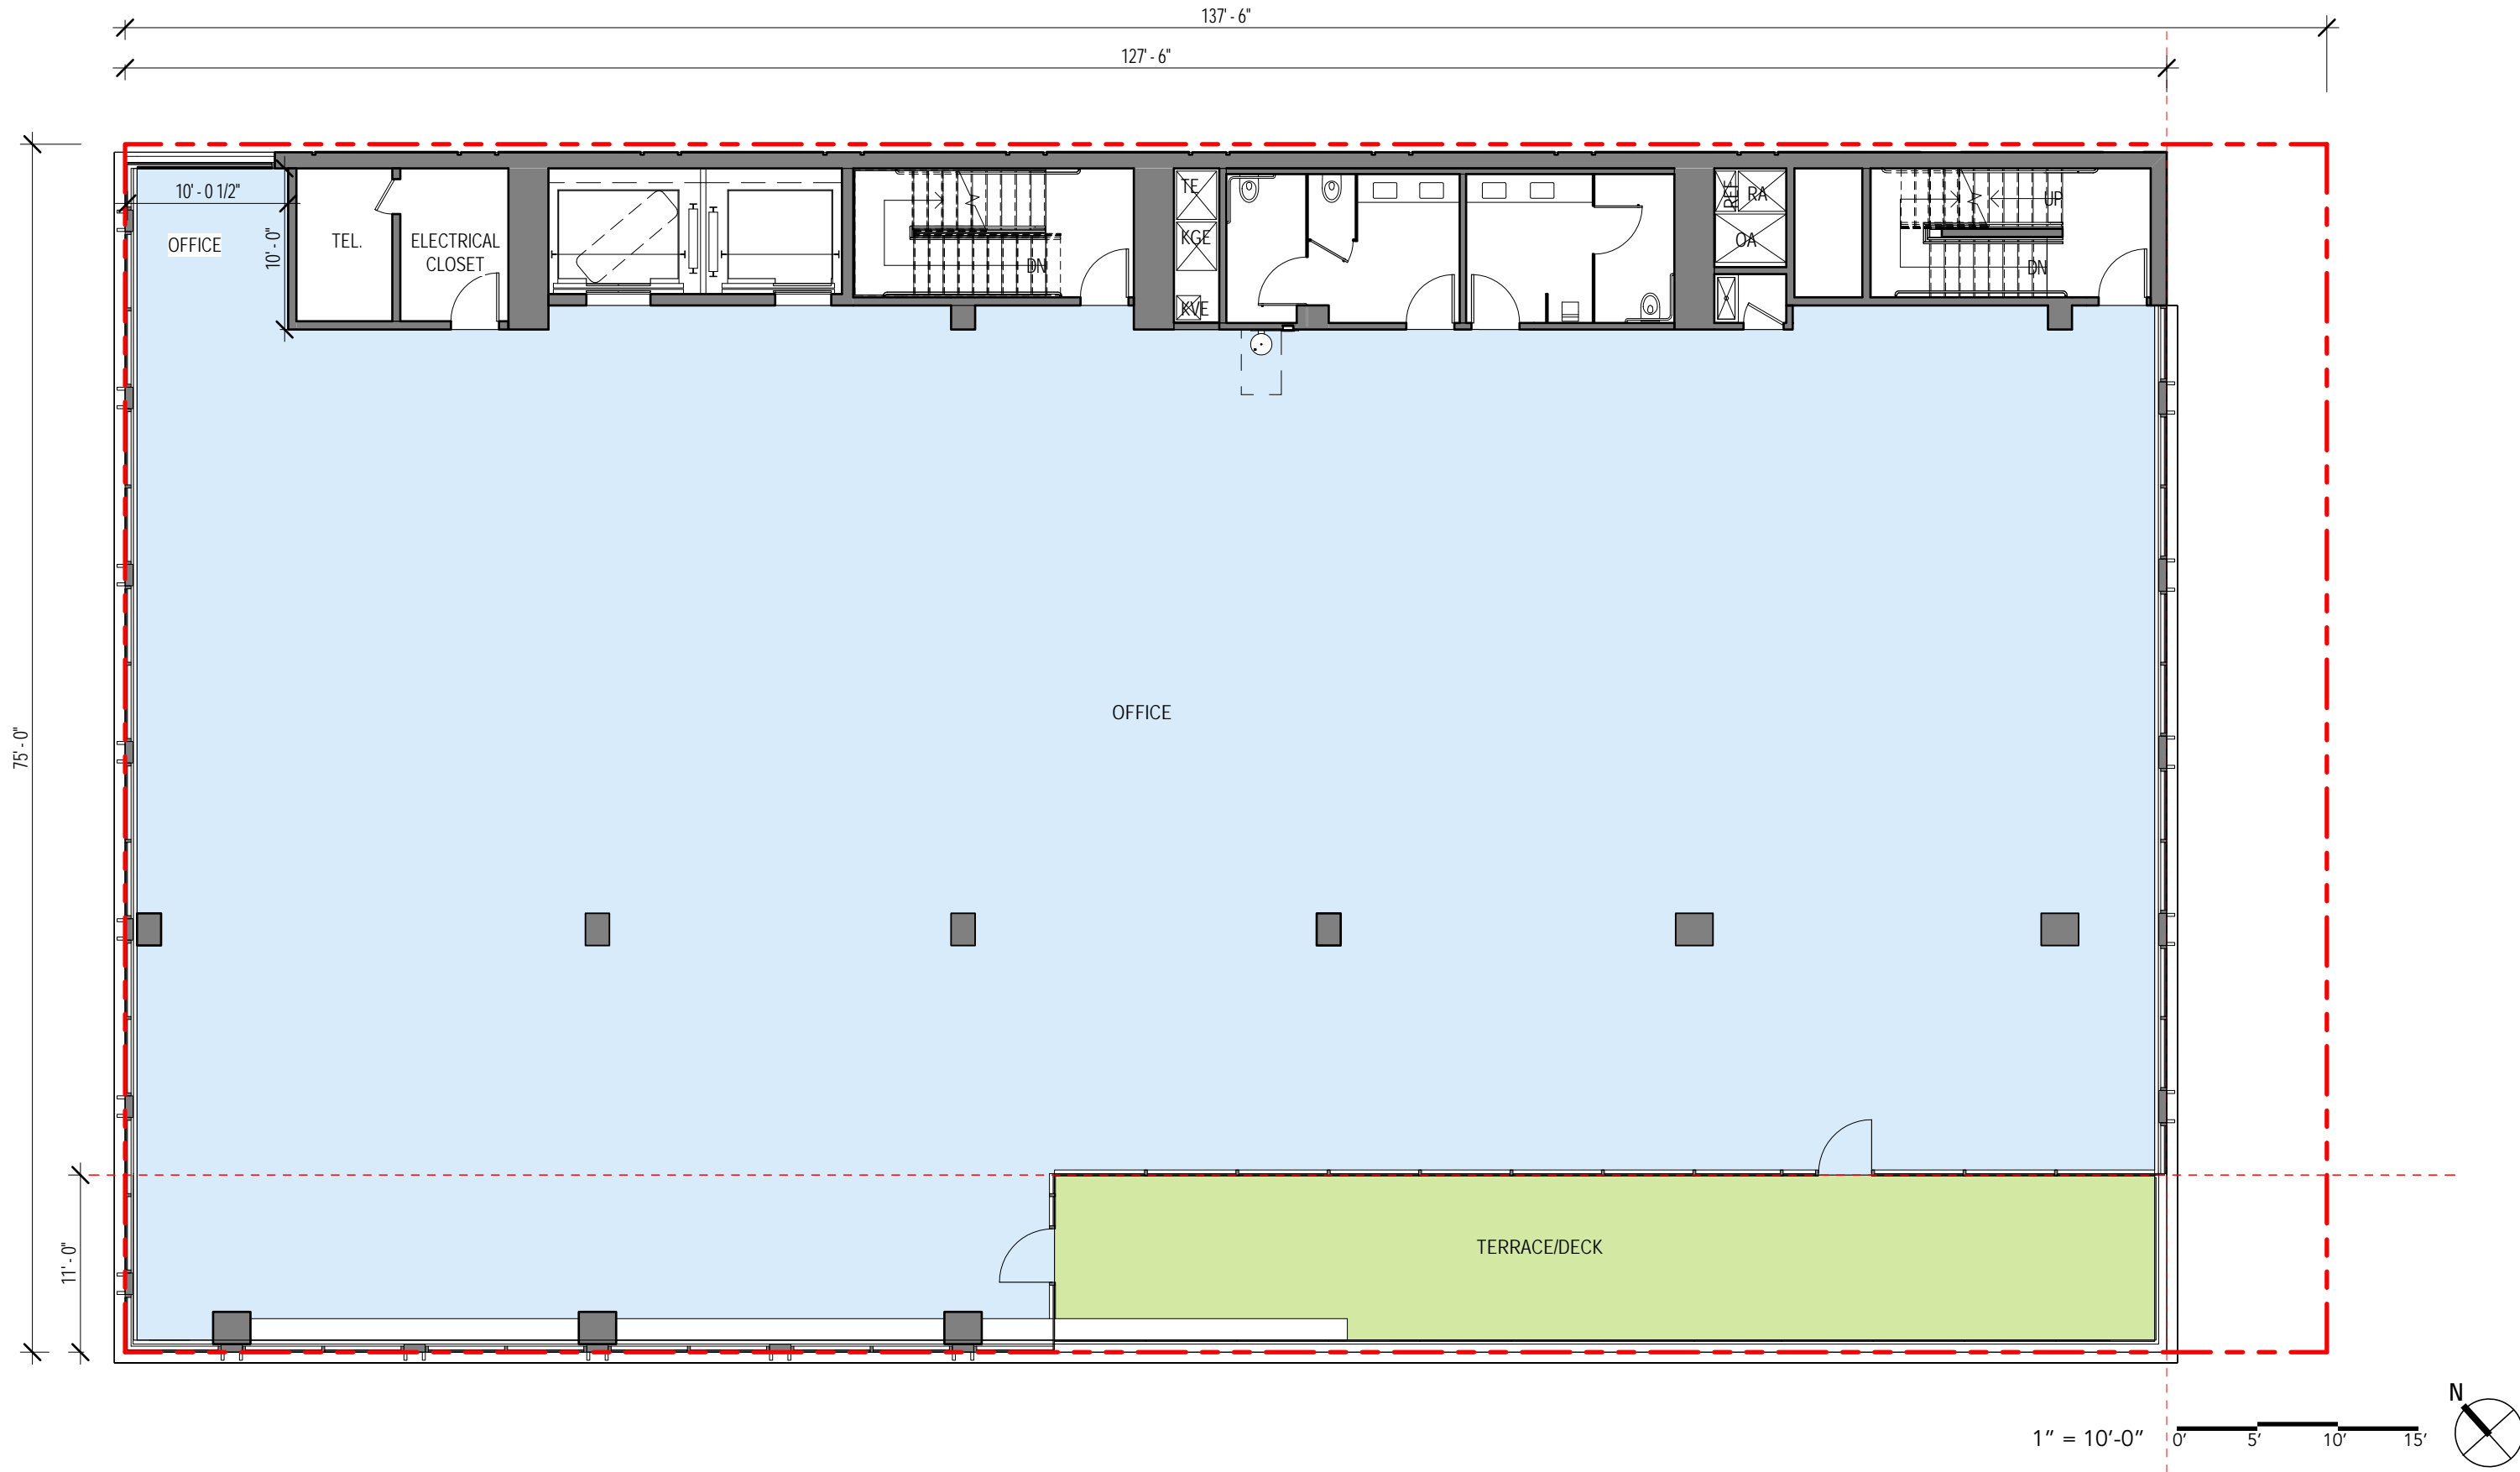 137' - 6"
127' - 6"
10' - 0 1/2"
OFFICE
10' - 0"
TEL.
ELECTRICAL
CLOSET
DN
TE
KGE
KVE
REF
RA
OA
UP
DN
75' - 0"
OFFICE
11' - 0"
TERRACE/DECK
N
1" = 10'-0"
0' 5' 10' 15'